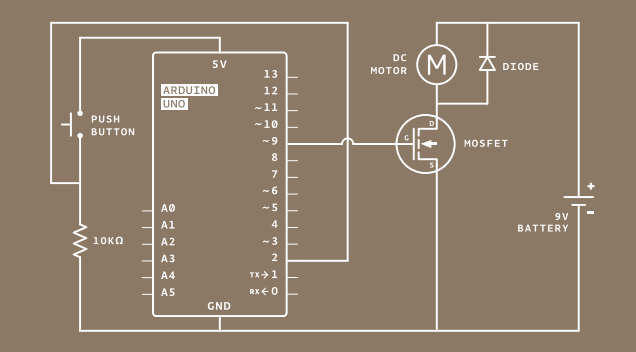 5V
ARDUINO
UNO
13
12
~11
~10
~9
8
7
~6
~5
4
~3
2
TX→1
RX←0
A0
A1
A2
A3
A4
A5
GND
PUSH
BUTTON
10KΩ
DC
MOTOR
M
DIODE
D
G
S
MOSFET
+
9V
BATTERY
-